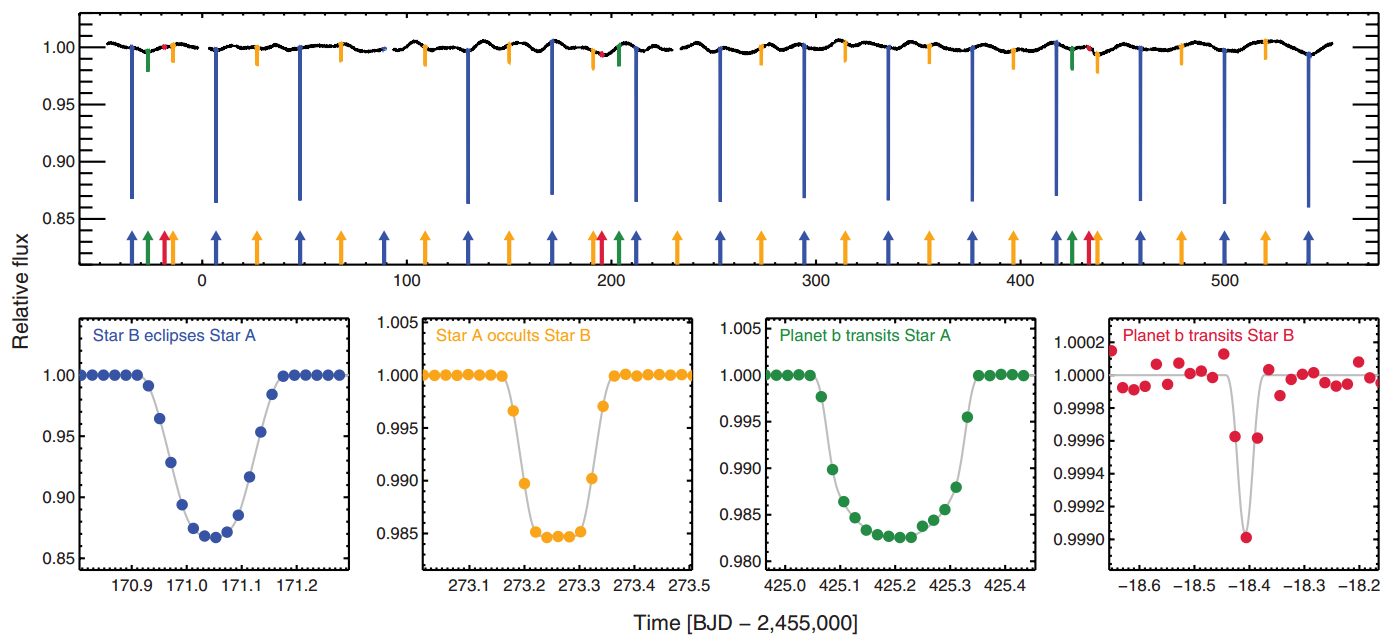 1.00
0.95
0.90
0.85
0 100 200 300 400 500
Relative flux
Star B eclipses Star A
1.00
0.95
0.90
0.85
170.9 171.0 171.1 171.2
Star A occults Star B
1.005
1.000
0.995
0.990
0.985
273.1 273.2 273.3 273.4 273.5
Planet b transits Star A
1.005
1.000
0.995
0.990
0.985
0.980
425.0 425.1 425.2 425.3 425.4
Planet b transits Star B
1.0002
1.0000
0.9998
0.9996
0.9994
0.9992
0.9990
−18.6 −18.5 −18.4 −18.3 −18.2
Time [BJD − 2,455,000]